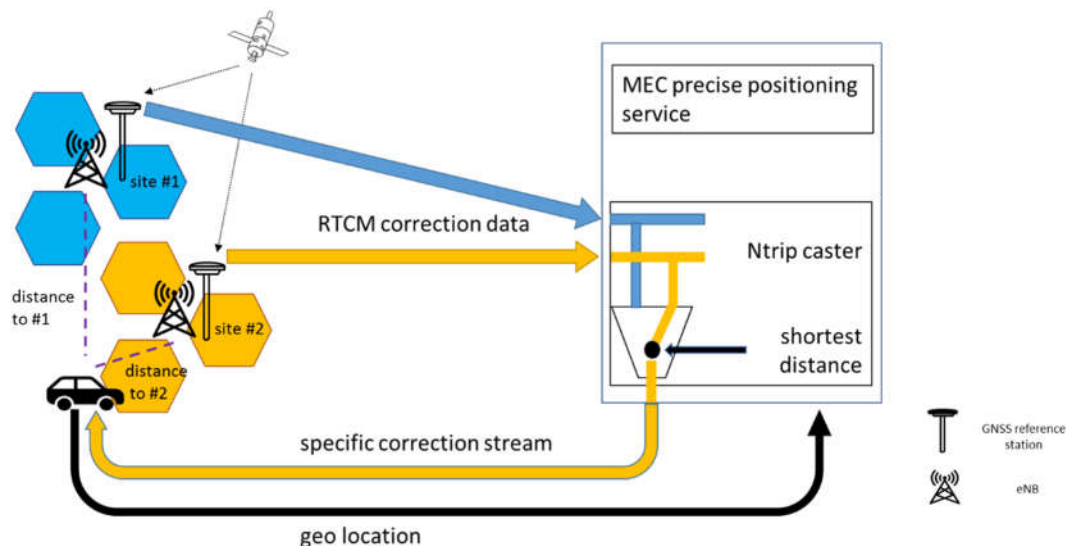 MEC precise positioning
service
site #1
RTCM correction data
Ntrip caster
distance
to #1
site #2
shortest
distance
distance
to #2
specific correction stream
GNSS reference
station
eNB
geo location